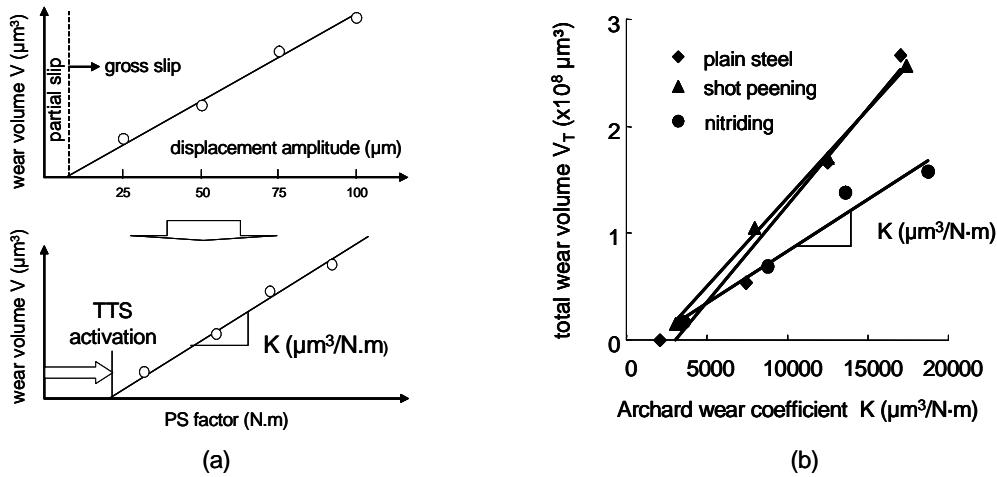 wear volume V (µm³)
partial slip
gross slip
displacement amplitude (µm)
25 50 75 100
wear volume V (µm³)
TTS
activation
K (µm³/N.m)
PS factor (N.m)
(a)
total wear volume V_T (x10⁸ µm³)
3
2
1
0
plain steel
shot peening
nitriding
K (µm³/N·m)
0 5000 10000 15000 20000
Archard wear coefficient K (µm³/N·m)
(b)